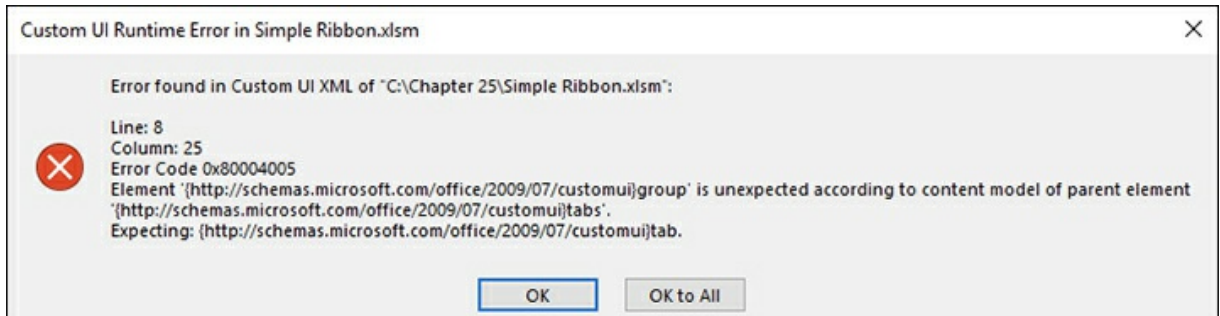 Custom UI Runtime Error in Simple Ribbon.xlsm
Error found in Custom UI XML of "C:\Chapter 25\Simple Ribbon.xlsm":
Line: 8
Column: 25
Error Code 0x80004005
Element '{http://schemas.microsoft.com/office/2009/07/customui}group' is unexpected according to content model of parent element
'{http://schemas.microsoft.com/office/2009/07/customui}tabs'.
Expecting: {http://schemas.microsoft.com/office/2009/07/customui}tab.
OK OK to All